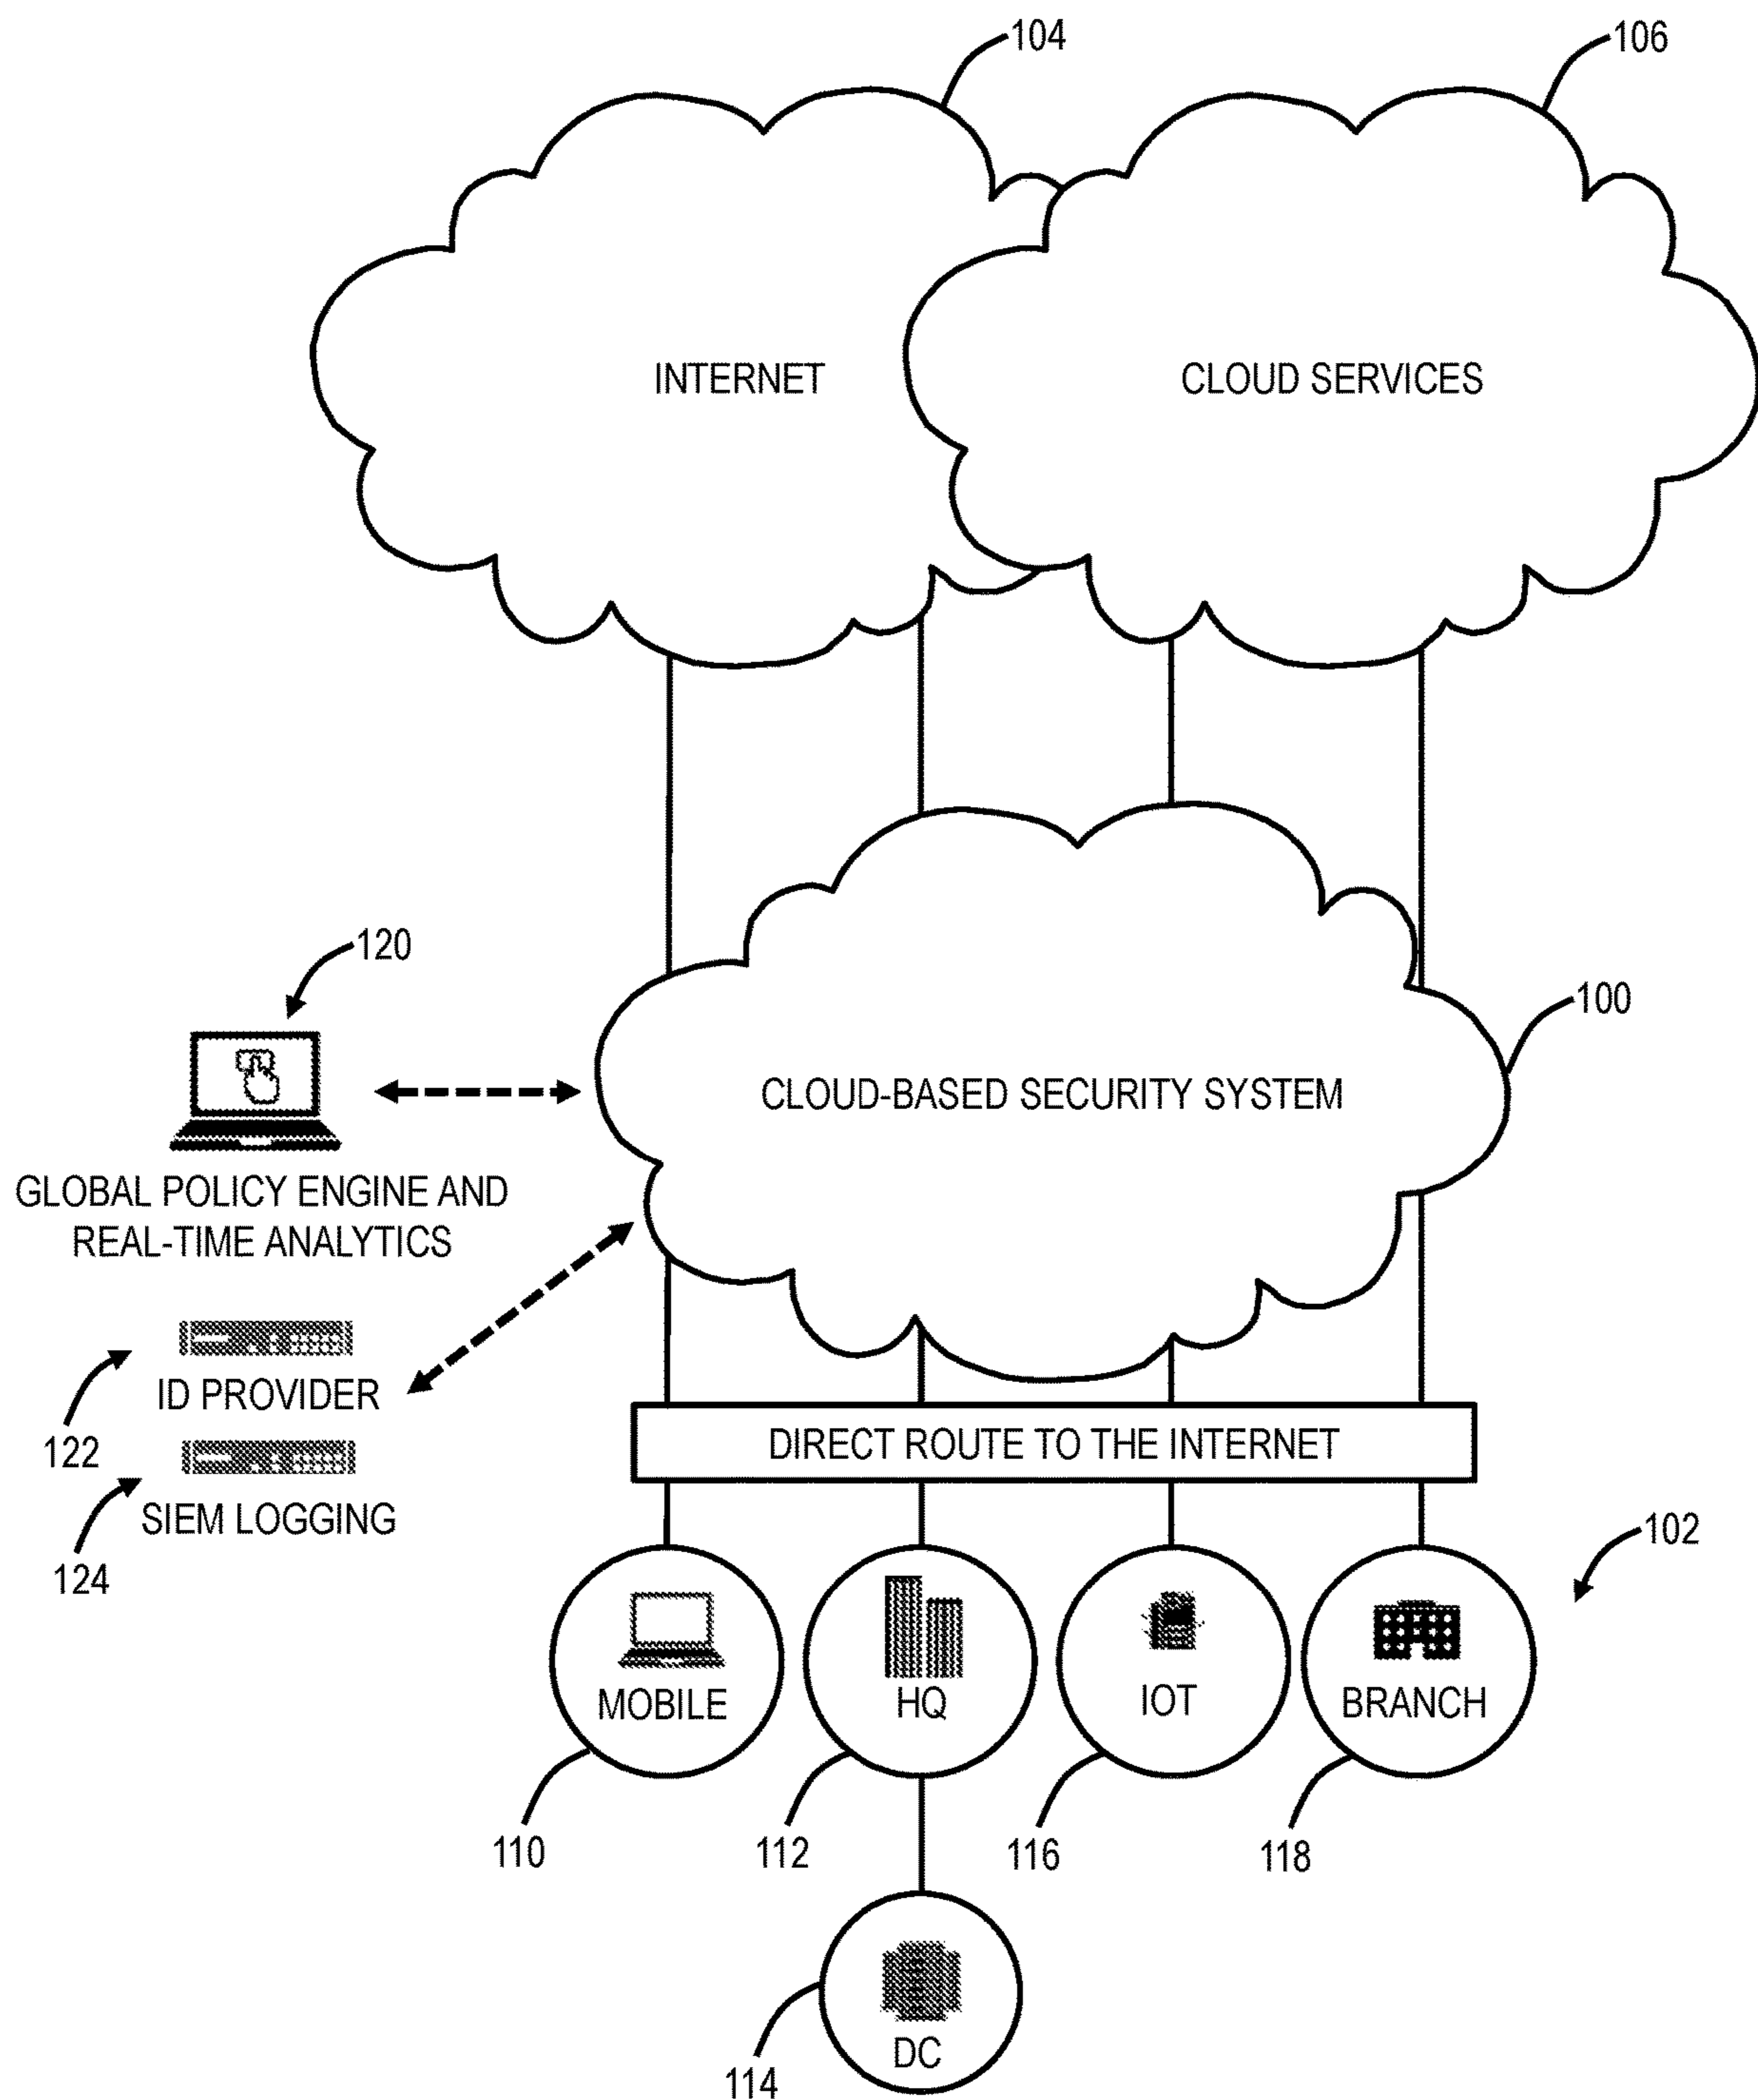 104
106
INTERNET
CLOUD SERVICES
120
100
CLOUD-BASED SECURITY SYSTEM
GLOBAL POLICY ENGINE AND
REAL-TIME ANALYTICS
ID PROVIDER
122
DIRECT ROUTE TO THE INTERNET
SIEM LOGGING
124
102
MOBILE
HQ
IOT
BRANCH
110
112
116
118
DC
114